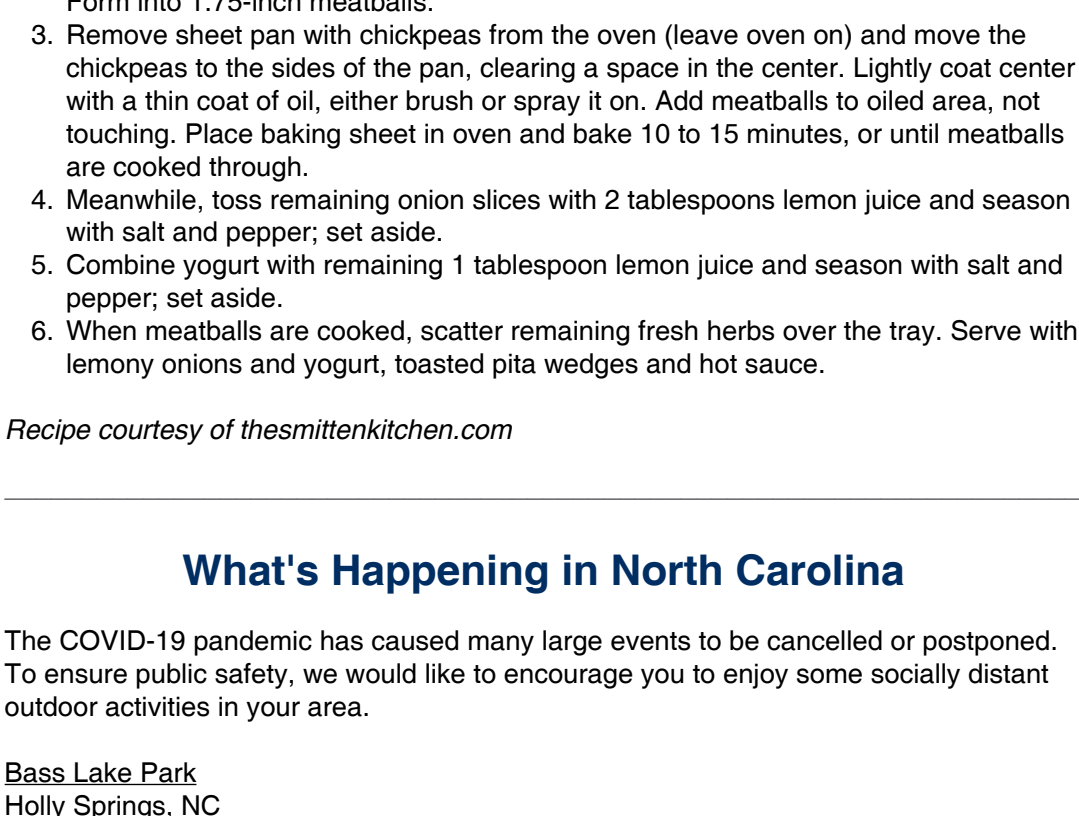 Form into 1.75-inch meatballs.
3. Remove sheet pan with chickpeas from the oven (leave oven on) and move the
chickpeas to the sides of the pan, clearing a space in the center. Lightly coat center
with a thin coat of oil, either brush or spray it on. Add meatballs to oiled area, not
touching. Place baking sheet in oven and bake 10 to 15 minutes, or until meatballs
are cooked through.
4. Meanwhile, toss remaining onion slices with 2 tablespoons lemon juice and season
with salt and pepper; set aside.
5. Combine yogurt with remaining 1 tablespoon lemon juice and season with salt and
pepper; set aside.
6. When meatballs are cooked, scatter remaining fresh herbs over the tray. Serve with
lemony onions and yogurt, toasted pita wedges and hot sauce.
Recipe courtesy of thesmittenkitchen.com
What's Happening in North Carolina
The COVID-19 pandemic has caused many large events to be cancelled or postponed.
To ensure public safety, we would like to encourage you to enjoy some socially distant
outdoor activities in your area.
Bass Lake Park
Holly Springs, NC